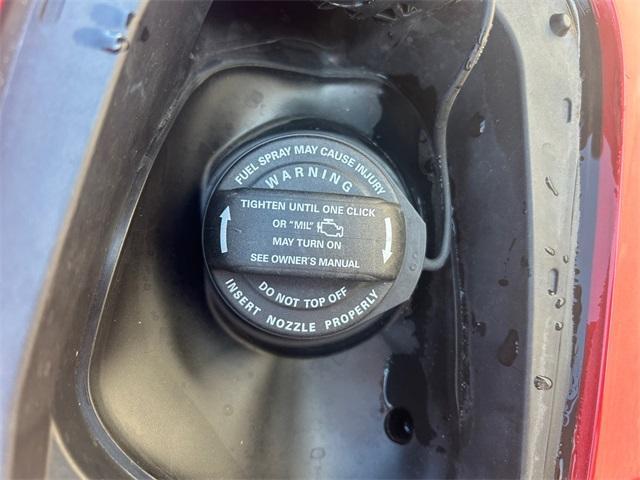 FUEL SPRAY MAY CAUSE INJURY
WARNING
TIGHTEN UNTIL ONE CLICK
OR "MIL"
MAY TURN ON
SEE OWNER'S MANUAL
DO NOT TOP OFF
INSERT NOZZLE PROPERLY